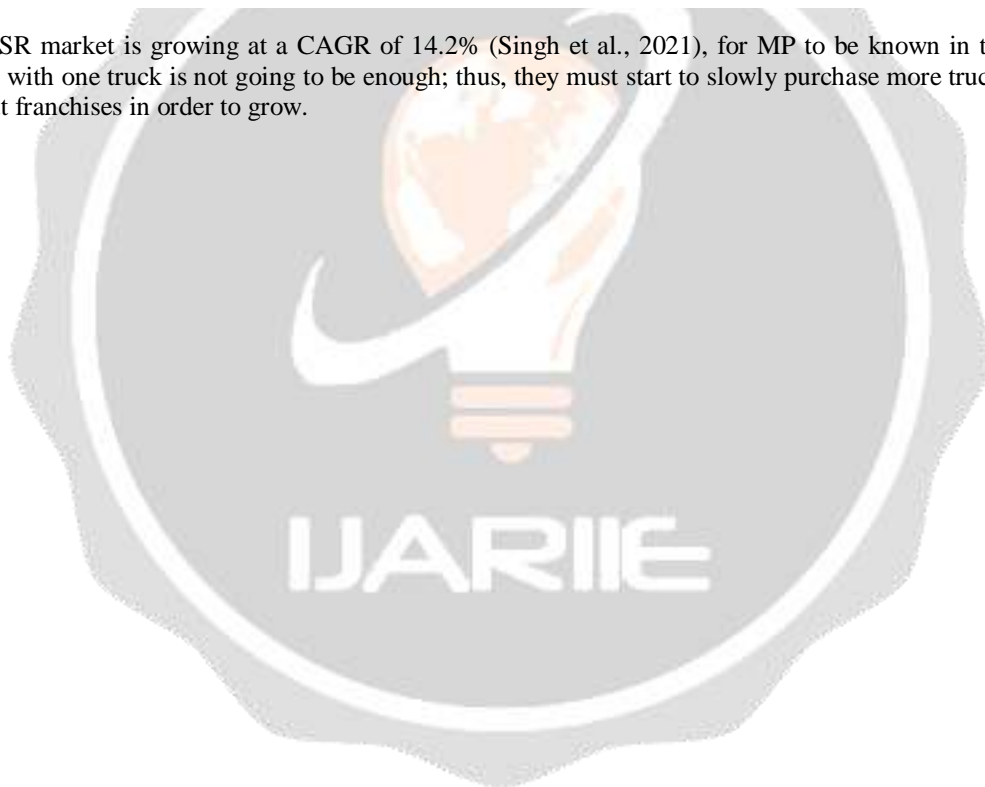 SR market is growing at a CAGR of 14.2% (Singh et al., 2021), for MP to be known in
with one truck is not going to be enough; thus, they must start to slowly purchase more
franchises in order to grow.
IJARIIE